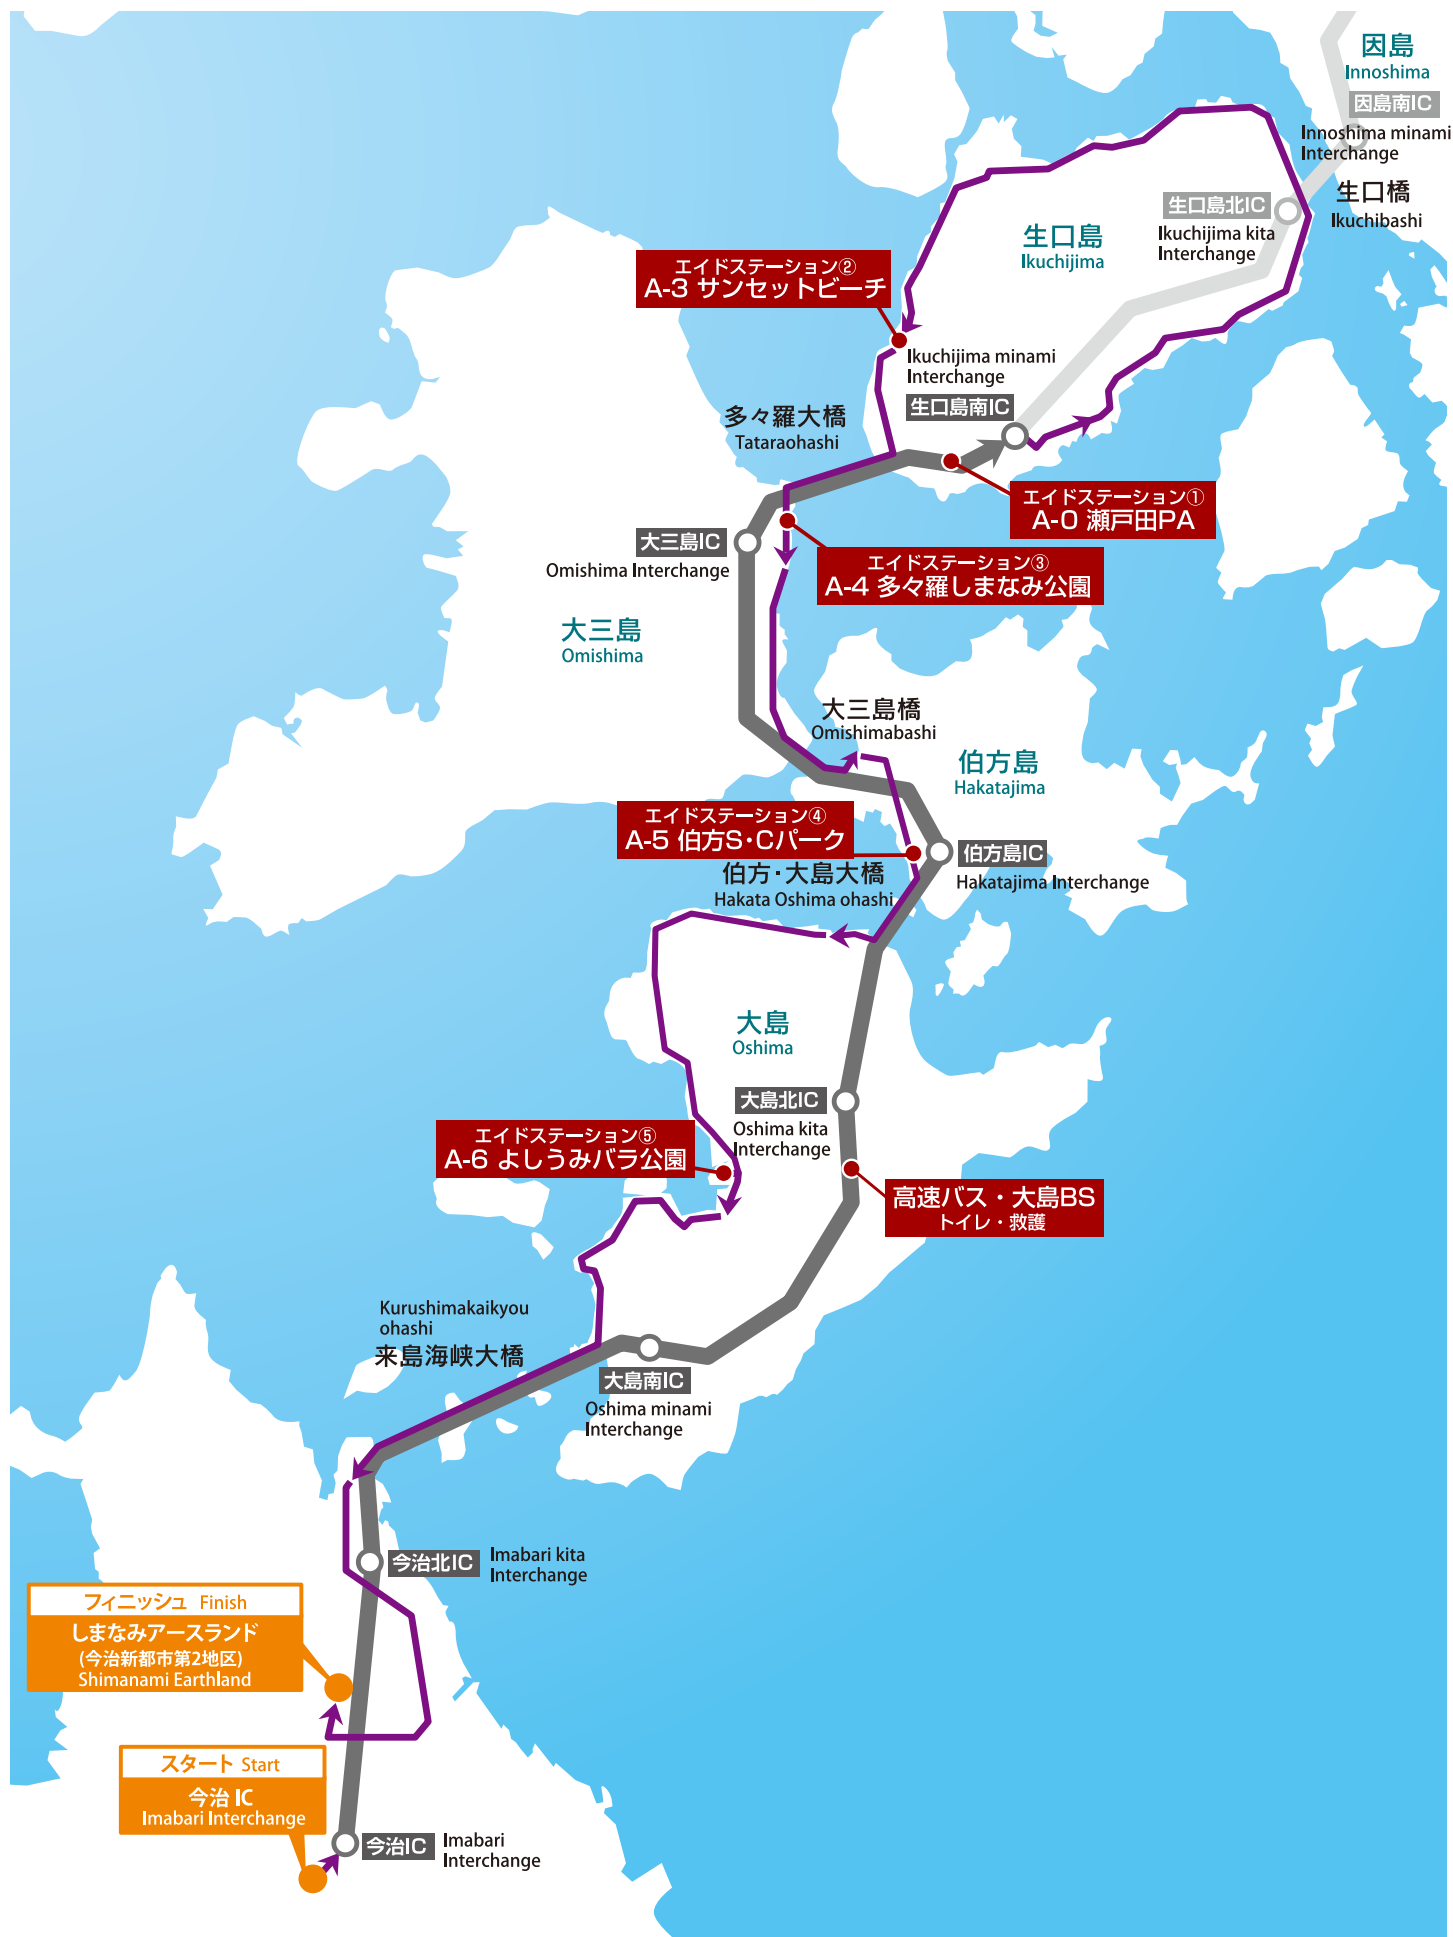 因島
Innoshima
因島南IC
Innoshima minami
Interchange
生口橋
Ikuchibashi
生口島北IC
Ikuchijima kita
Interchange
生口島
Ikuchijima
エイドステーション②
A-3 サンセットビーチ
Ikuchijima minami
Interchange
生口島南IC
多々羅大橋
Tataraohashi
エイドステーション①
A-0 瀬戸田PA
大三島IC
Omishima Interchange
エイドステーション③
A-4 多々羅しまなみ公園
大三島
Omishima
大三島橋
Omishimabashi
伯方島
Hakatajima
エイドステーション④
A-5 伯方S・Cパーク
伯方島IC
Hakatajima Interchange
伯方・大島大橋
Hakata Oshima ohashi
大島
Oshima
大島北IC
Oshima kita
Interchange
エイドステーション⑤
A-6 よしうみバラ公園
高速バス・大島BS
トイレ・救護
Kurushimakaikyou
ohashi
来島海峡大橋
大島南IC
Oshima minami
Interchange
今治北IC
Imabari kita
Interchange
フィニッシュ Finish
しまなみアースランド
(今治新都市第2地区)
Shimanami Earthland
スタート Start
今治 IC
Imabari Interchange
今治IC
Imabari
Interchange